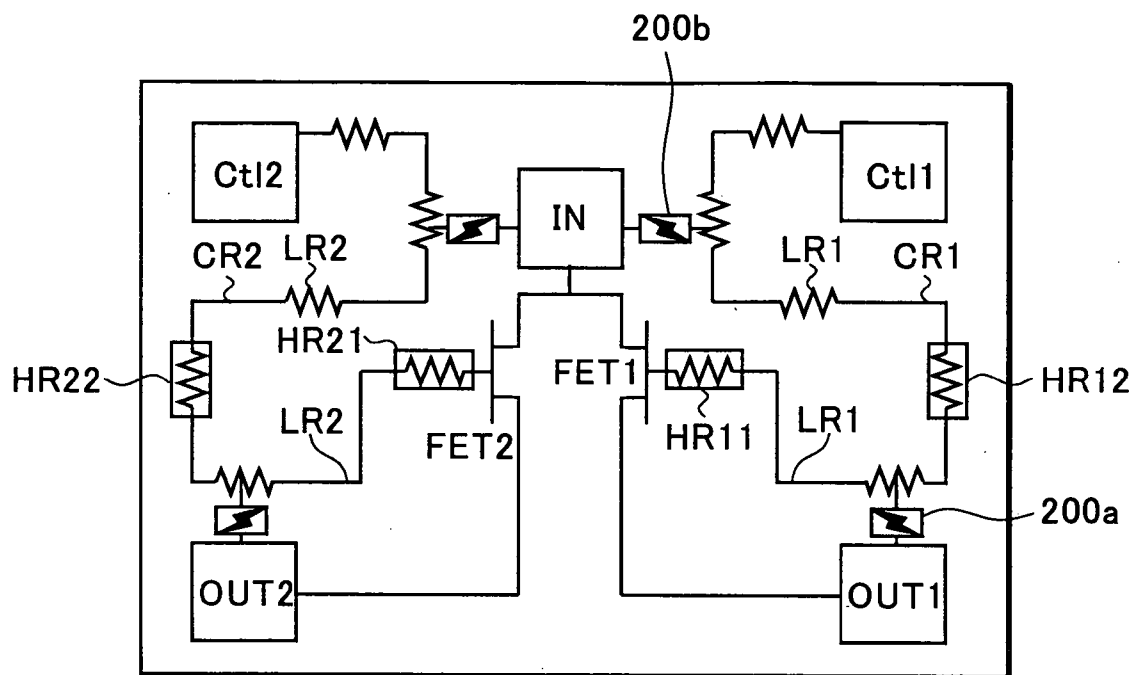 200b
Ctl2
IN
Ctl1
CR2
LR2
LR1
CR1
HR21
FET1
HR22
HR12
LR2
FET2
HR11
LR1
200a
OUT2
OUT1